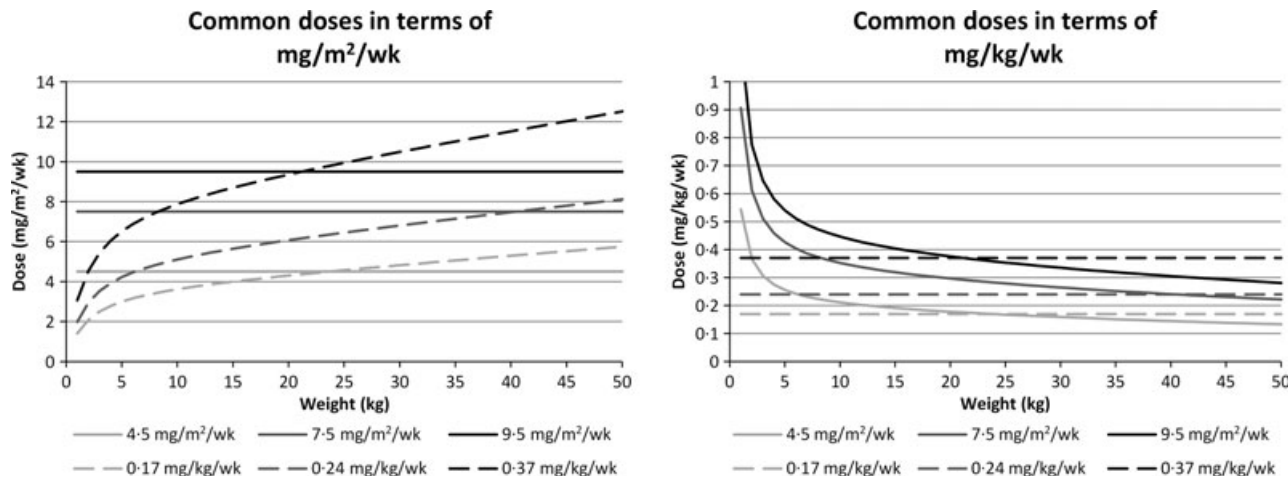 Common doses in terms of
mg/m²/wk
Dose (mg/m²/wk)
14
12
10
8
6
4
2
0
0 5 10 15 20 25 30 35 40 45 50
Weight (kg)
4·5 mg/m²/wk 7·5 mg/m²/wk 9·5 mg/m²/wk
0·17 mg/kg/wk 0·24 mg/kg/wk 0·37 mg/kg/wk
Common doses in terms of
mg/kg/wk
Dose (mg/kg/wk)
1
0·9
0·8
0·7
0·6
0·5
0·4
0·3
0·2
0·1
0
0 5 10 15 20 25 30 35 40 45 50
Weight (kg)
4·5 mg/m²/wk 7·5 mg/m²/wk 9·5 mg/m²/wk
0·17 mg/kg/wk 0·24 mg/kg/wk 0·37 mg/kg/wk